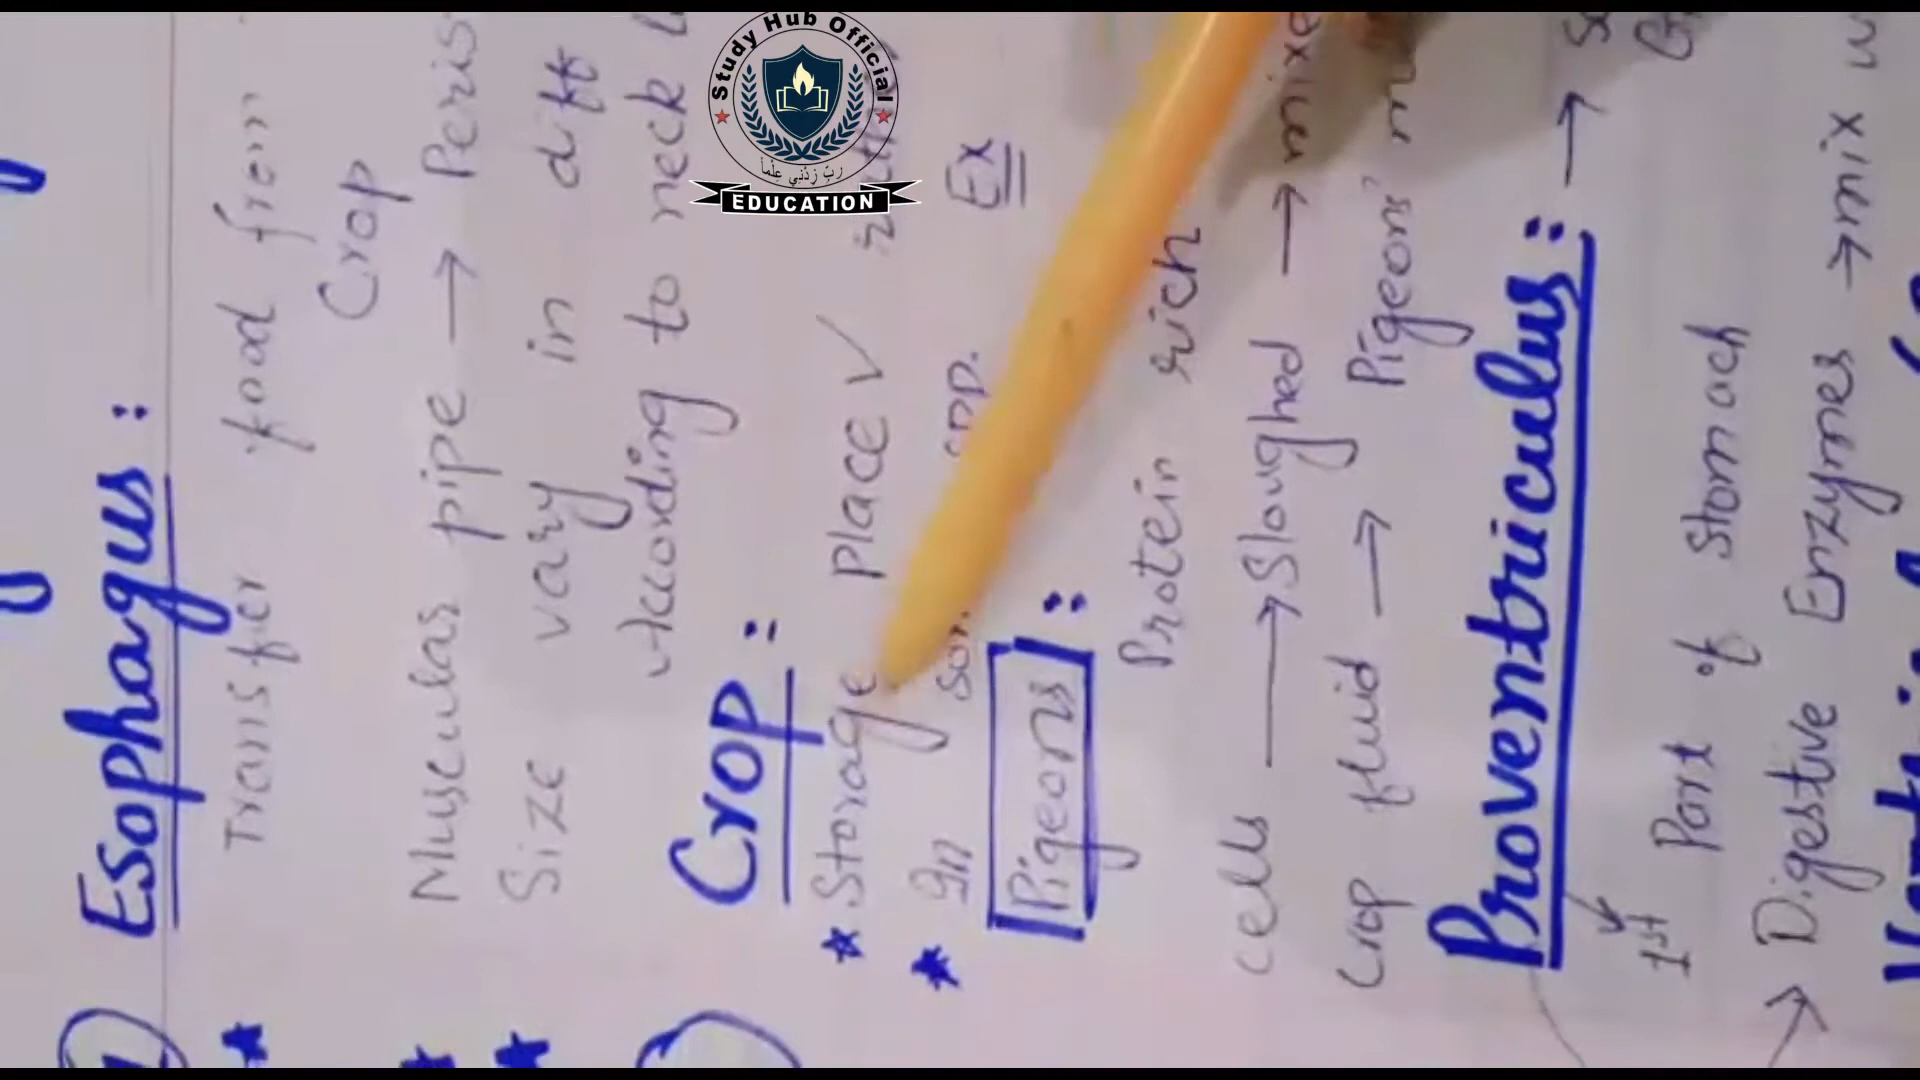 Study Hub Official
رَبِّ زِدْنِي عِلْمًا
EDUCATION
Esophagus :
Transfer food from
Crop
Muscular pipe → Peris
Size vary in diff
According to neck
Crop :
Storage Place ✓
In som
Ex
Pigeons :
Protein rich
cells → Sloughed → mixe
Crop fluid → Pigeons' m
Proventriculus : →
1st Part of Stomach
→ Digestive Enzymes → mix w